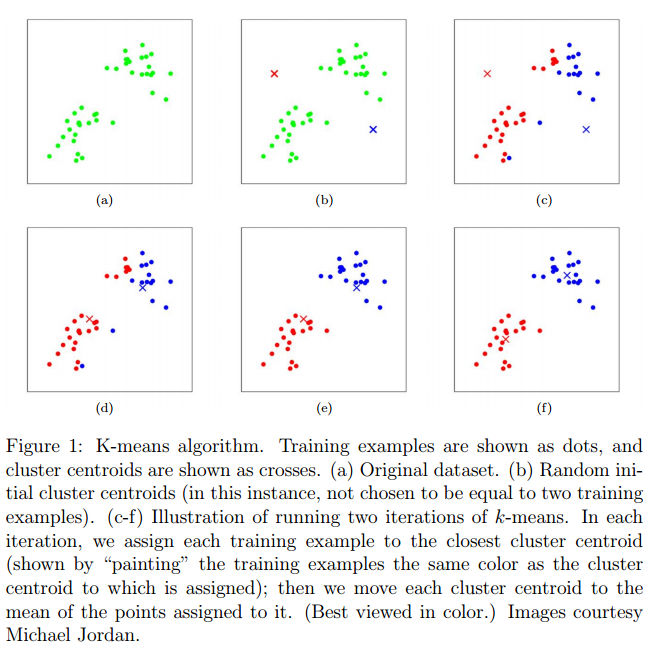 (a)
(b)
(c)
(d)
(e)
(f)
Figure 1: K-means algorithm. Training examples are shown as dots, and
cluster centroids are shown as crosses. (a) Original dataset. (b) Random ini-
tial cluster centroids (in this instance, not chosen to be equal to two training
examples). (c-f) Illustration of running two iterations of k-means. In each
iteration, we assign each training example to the closest cluster centroid
(shown by “painting” the training examples the same color as the cluster
centroid to which is assigned); then we move each cluster centroid to the
mean of the points assigned to it. (Best viewed in color.) Images courtesy
Michael Jordan.